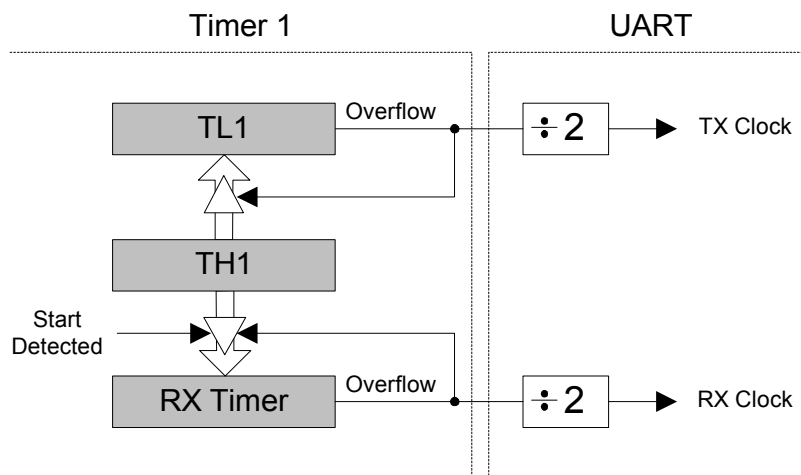 Timer 1
UART
TL1
Overflow
÷ 2
TX Clock
TH1
Start
Detected
RX Timer
Overflow
÷ 2
RX Clock